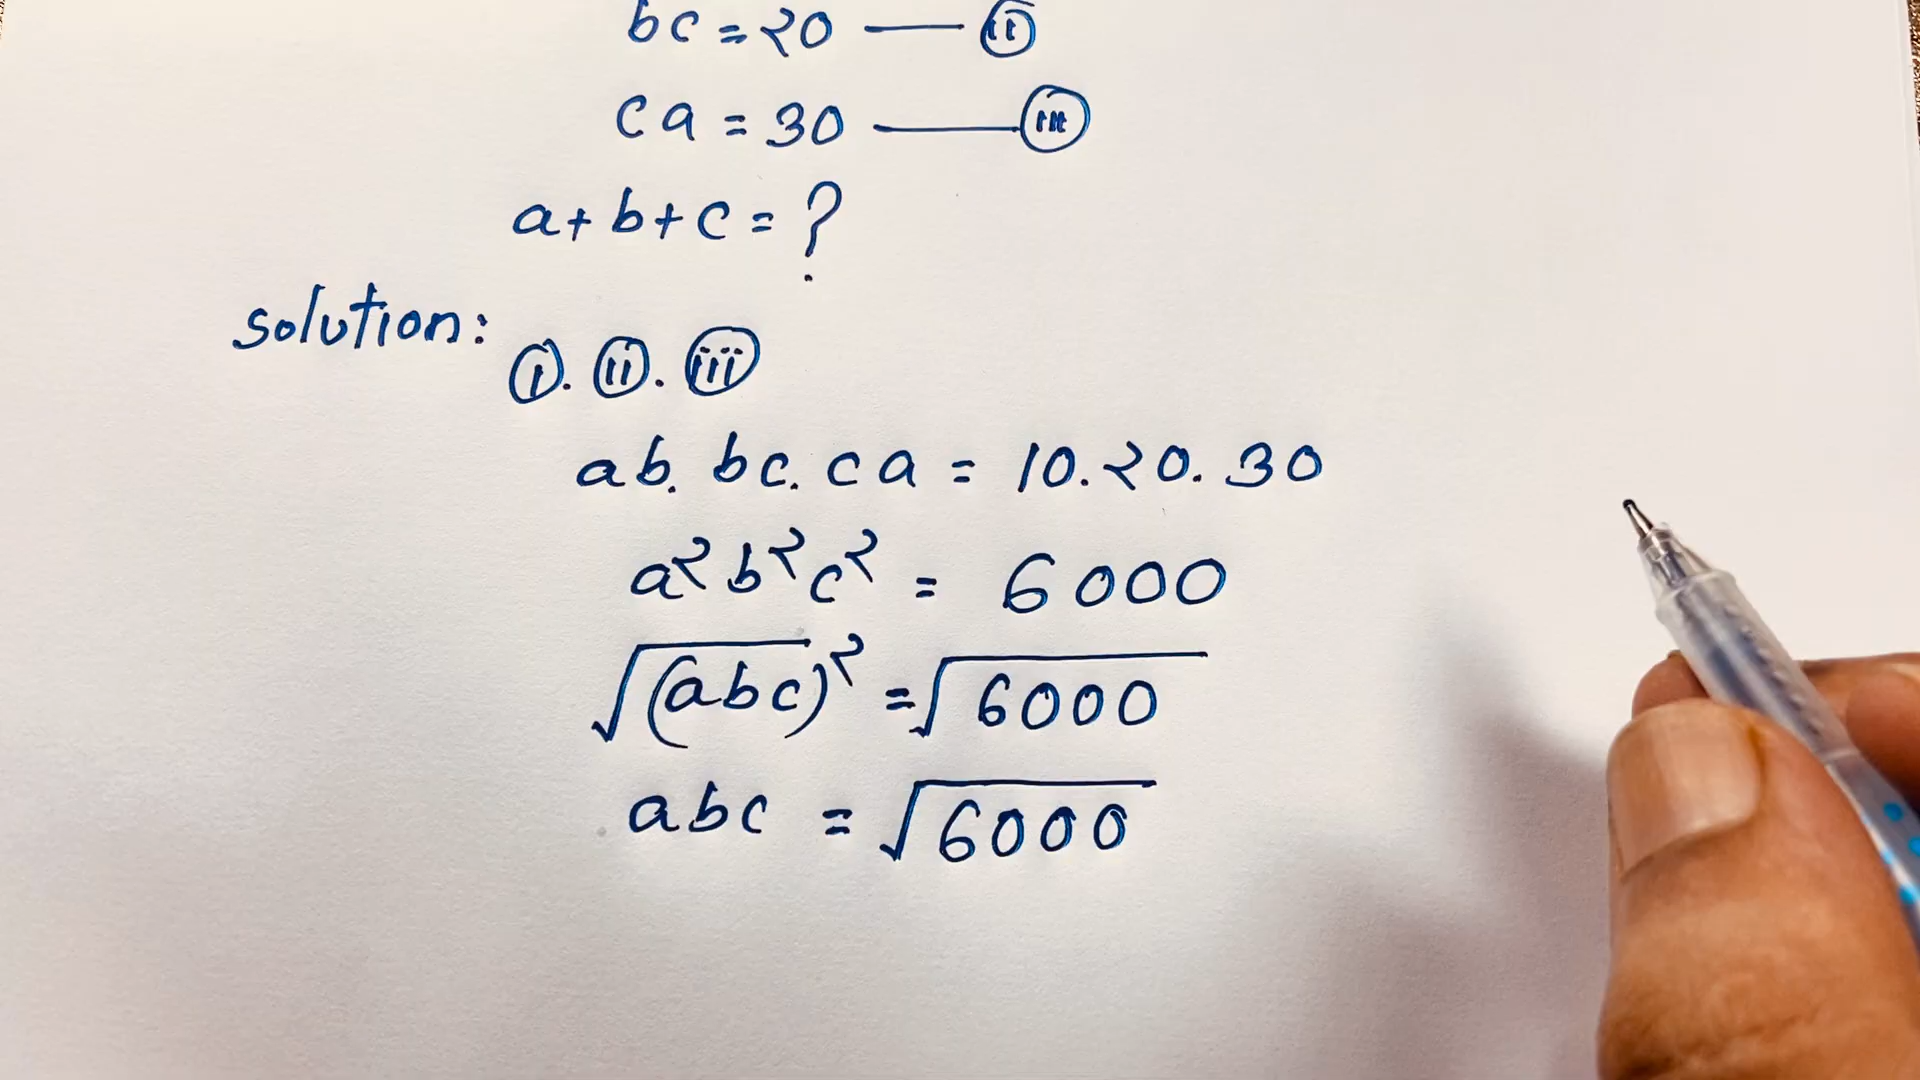 bc = 20 — (ii)
ca = 30 — (iii)
a+b+c = ?
solution:
(i). (ii). (iii)
ab. bc. ca = 10.20.30
a²b²c² = 6000
√(abc)² = √6000
abc = √6000